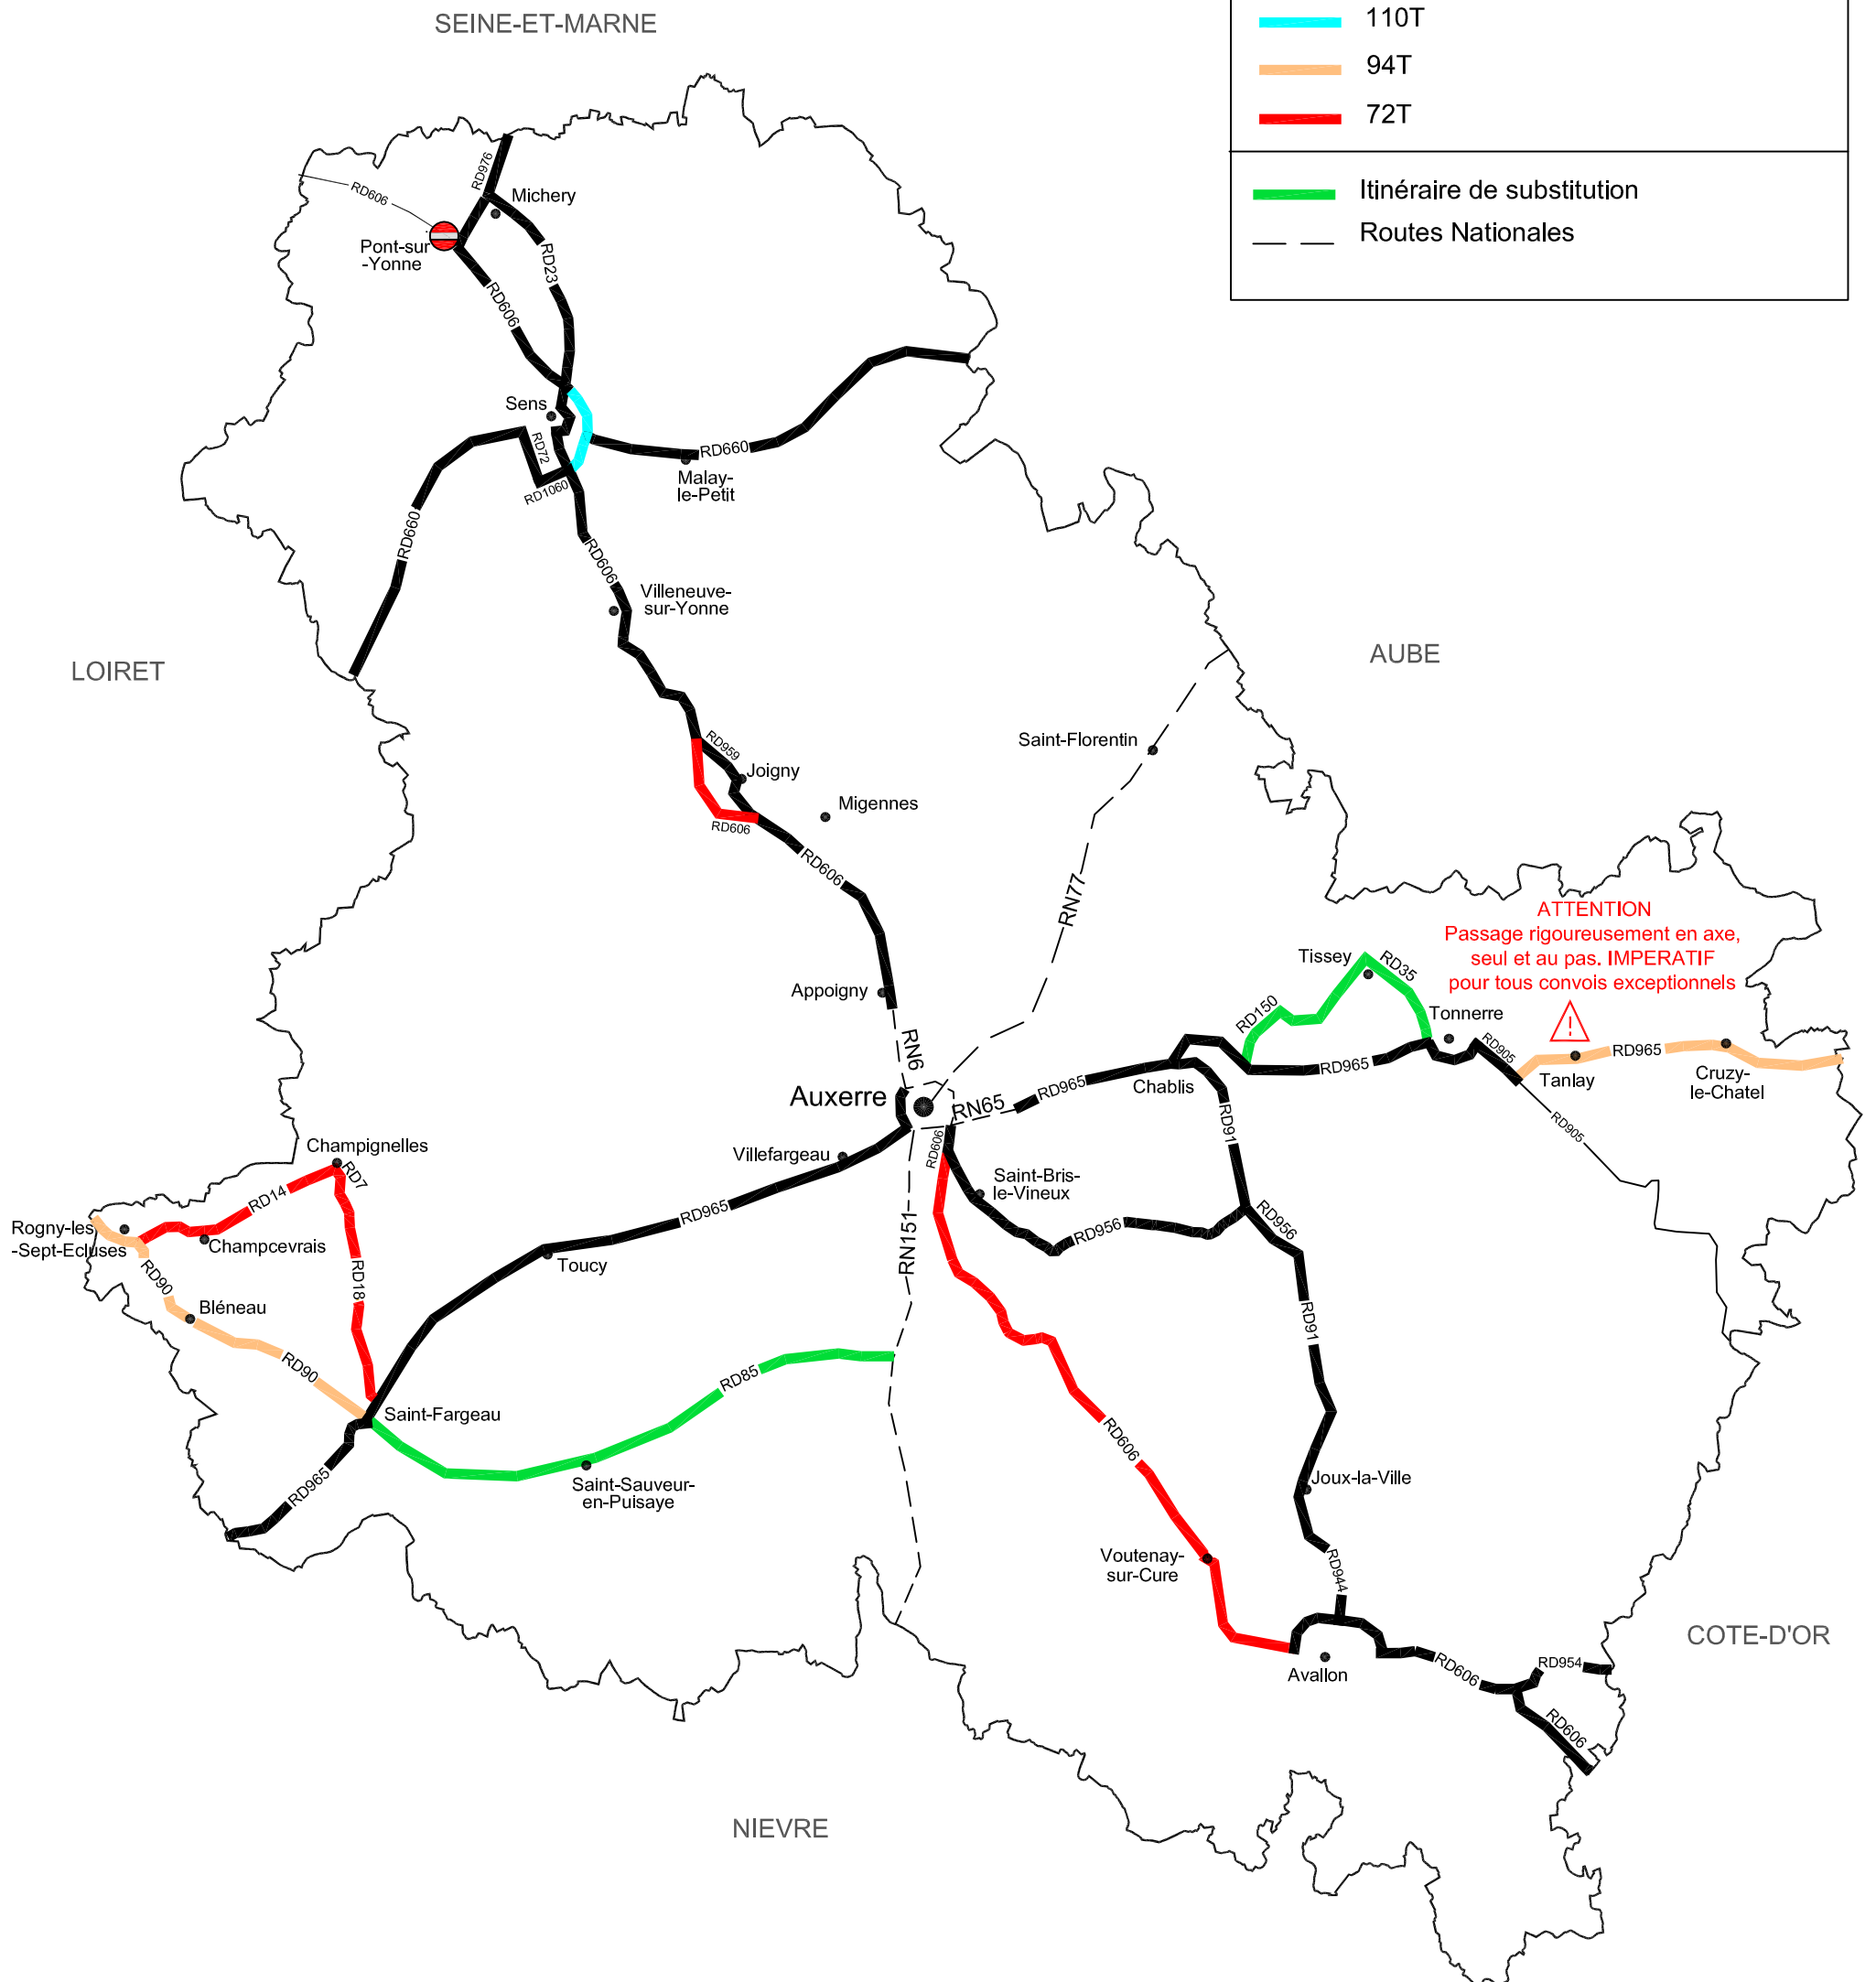 SEINE-ET-MARNE
110T
94T
72T
Itinéraire de substitution
Routes Nationales
RD976
RD606
Michery
Pont-sur
-Yonne
RD23
RD606
Sens
RD72
RD660
Malay-
le-Petit
RD1060
RD660
RD606
Villeneuve-
sur-Yonne
LOIRET
AUBE
Saint-Florentin
RD959
Joigny
Migennes
RD606
RD606
RN77
ATTENTION
Passage rigoureusement en axe,
seul et au pas. IMPERATIF
pour tous convois exceptionnels
Tissey
RD35
Appoigny
RD150
Tonnerre
RN6
RD905
RD965
RD965
Tanlay
Cruzy-
le-Chatel
Auxerre
RD965
Chablis
RN65
RD91
RD905
RD606
Champignelles
Villefargeau
RD7
Saint-Bris-
le-Vineux
RD14
Rogny-les
-Sept-Ecluses
Champcevrais
RD965
RN151
RD956
RD956
Toucy
RD90
RD18
Bléneau
RD91
RD90
RD85
Saint-Fargeau
RD606
RD965
Saint-Sauveur-
en-Puisaye
Joux-la-Ville
Voutenay-
sur-Cure
RD944
COTE-D'OR
Avallon
RD606
RD954
RD606
NIEVRE